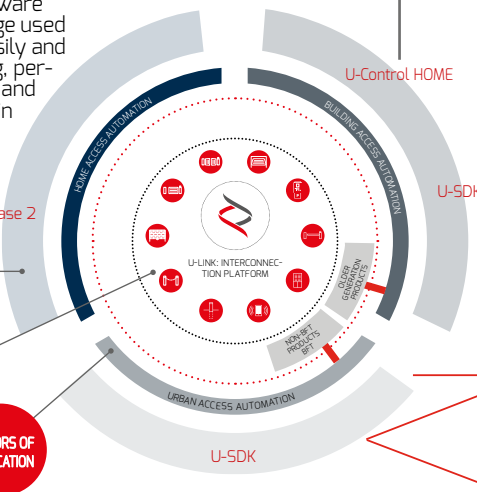 ware
ge used
sily and
g, per-
and
n
U-Control HOME
HOME ACCESS AUTOMATION
BUILDING ACCESS AUTOMATION
U-SDK
ase 2
U-LINK: INTERCONNEC-
TION PLATFORM
OLDER
GENERATION
PRODUCTS
NON-BFT
PRODUCTS
BFT
URBAN ACCESS AUTOMATION
ORS OF
ICATION
U-SDK